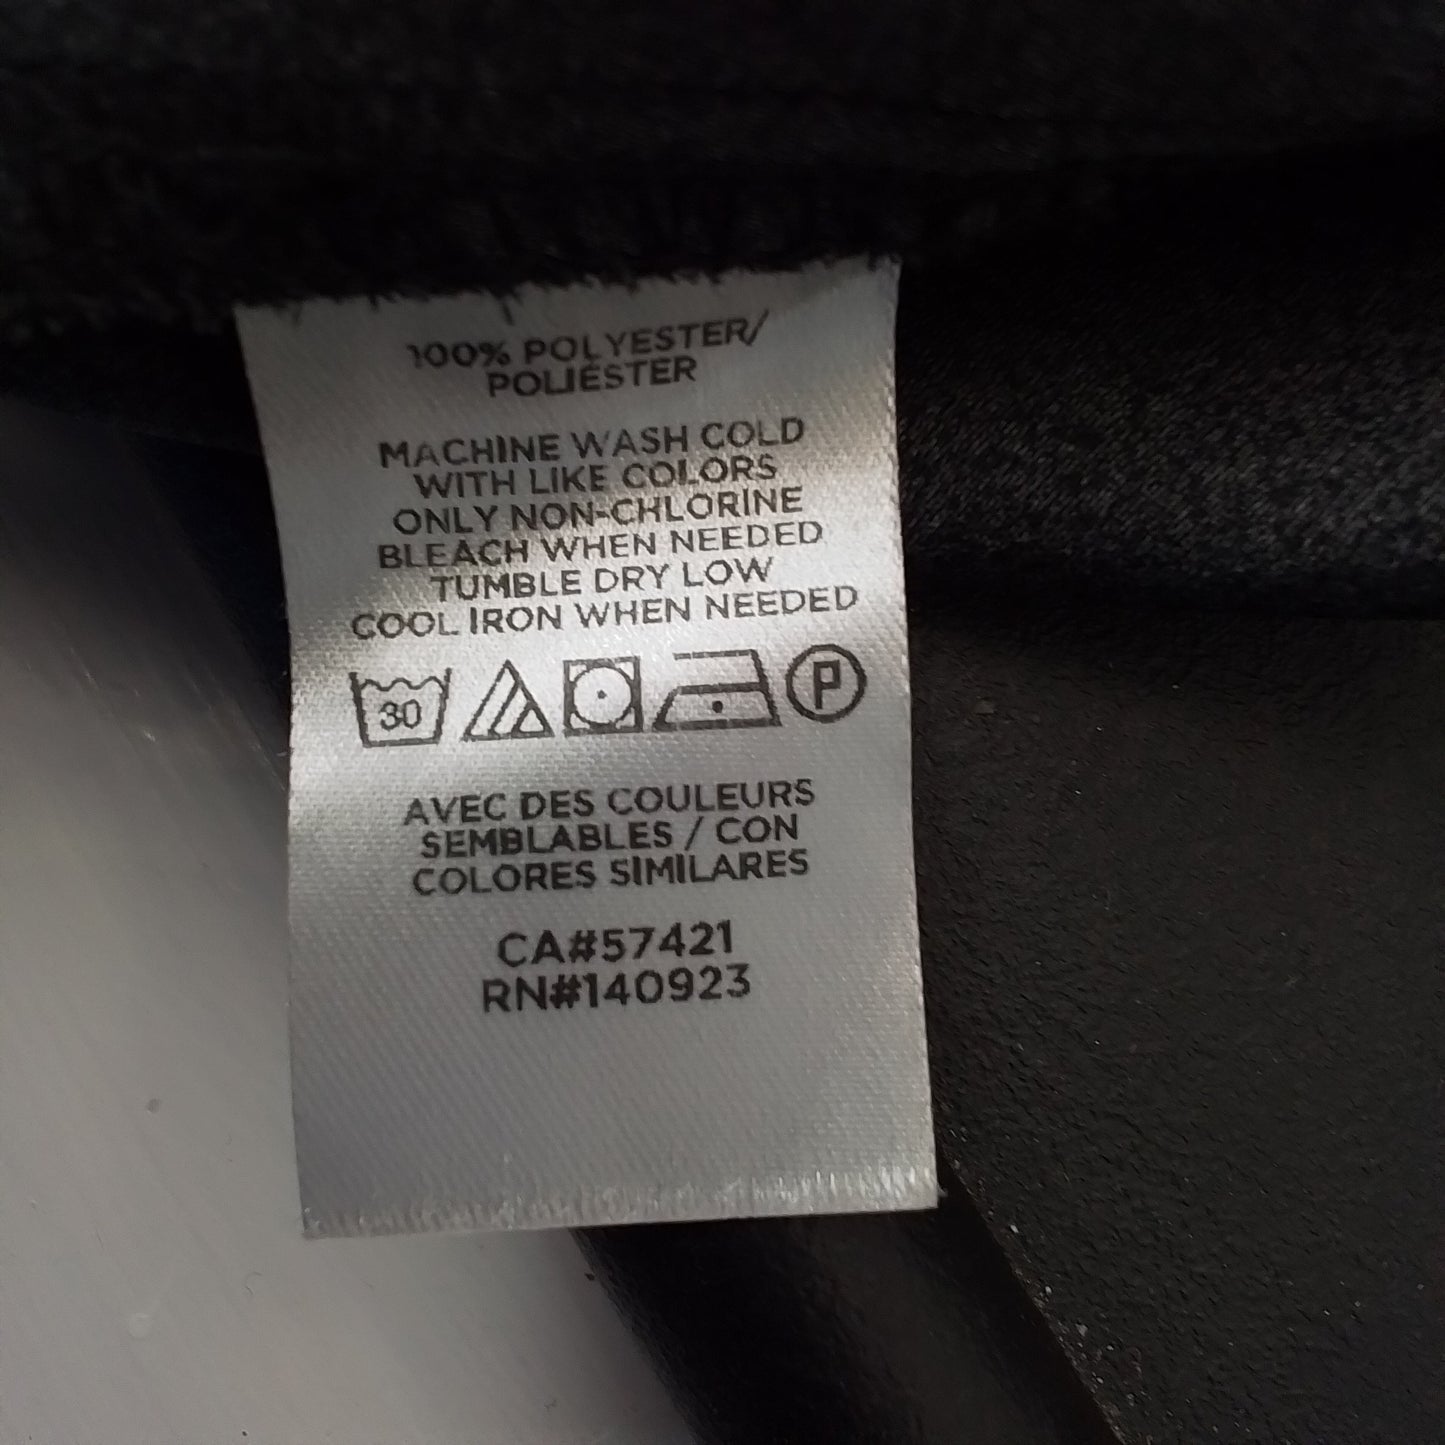 100% POLYESTER/
POLIESTER
MACHINE WASH COLD
WITH LIKE COLORS
ONLY NON-CHLORINE
BLEACH WHEN NEEDED
TUMBLE DRY LOW
COOL IRON WHEN NEEDED
30 P
AVEC DES COULEURS
SEMBLABLES / CON
COLORES SIMILARES
CA#57421
RN#140923